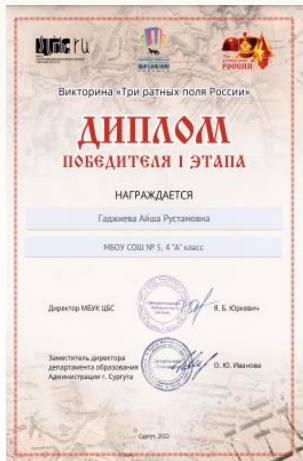 Викторина «Три ратных поля России»
ДИПЛОМ
ПОБЕДИТЕЛЯ I ЭТАПА
НАГРАЖДАЕТСЯ
Гаджиева Айша Рустамовна
МБОУ СОШ № 5, 4 "А" класс
Директор МБУК ЦБС
Я. Б. Юркевич
Заместитель директора
департамента образования
Администрации г. Сургута
О. Ю. Иванова
Сургут, 2022